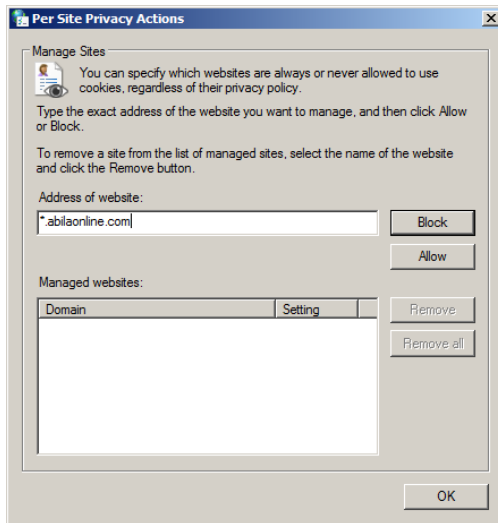 Per Site Privacy Actions
Manage Sites
You can specify which websites are always or never allowed to use
cookies, regardless of their privacy policy.
Type the exact address of the website you want to manage, and then click Allow
or Block.
To remove a site from the list of managed sites, select the name of the website
and click the Remove button.
Address of website:
*.abilaonline.com
Block
Allow
Managed websites:
Domain Setting
Remove
Remove all
OK